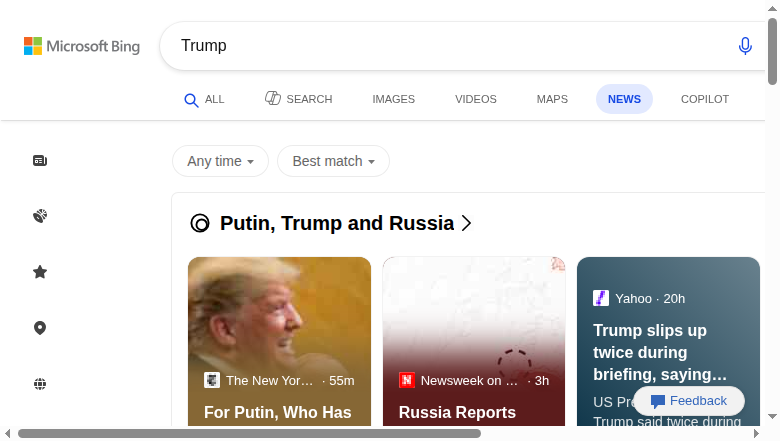 Microsoft Bing
Trump
ALL
SEARCH
IMAGES
VIDEOS
MAPS
NEWS
COPILOT
Any time
Best match
Putin, Trump and Russia
The New Yor... · 55m
For Putin, Who Has
Newsweek on ... · 3h
Russia Reports
Yahoo · 20h
Trump slips up
twice during
briefing, saying...
US Pre
Trump said twice during
Feedback